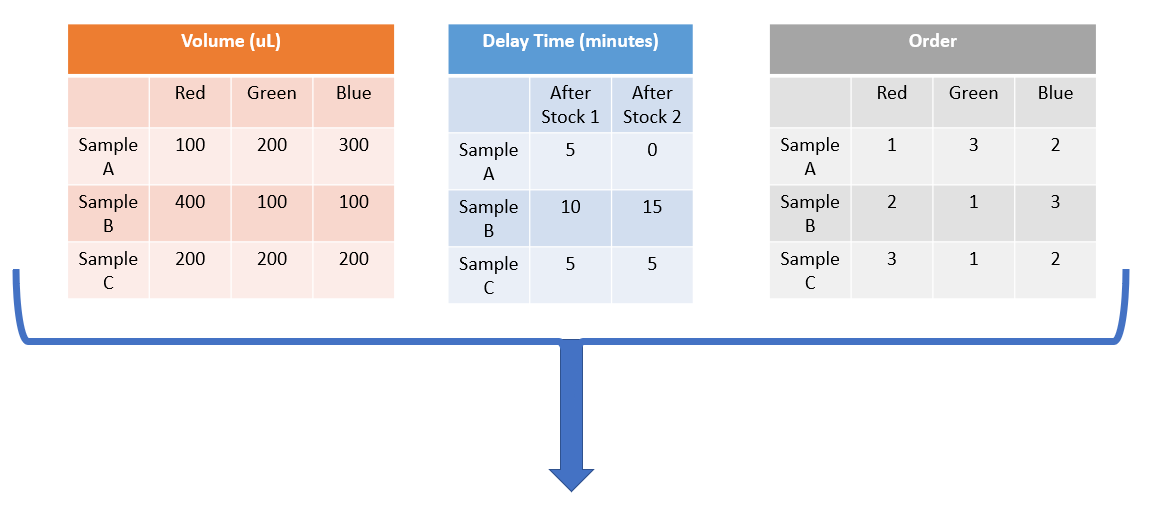 Volume (uL)
Red Green Blue
Sample A 100 200 300
Sample B 400 100 100
Sample C 200 200 200
Delay Time (minutes)
After Stock 1 After Stock 2
Sample A 5 0
Sample B 10 15
Sample C 5 5
Order
Red Green Blue
Sample A 1 3 2
Sample B 2 1 3
Sample C 3 1 2